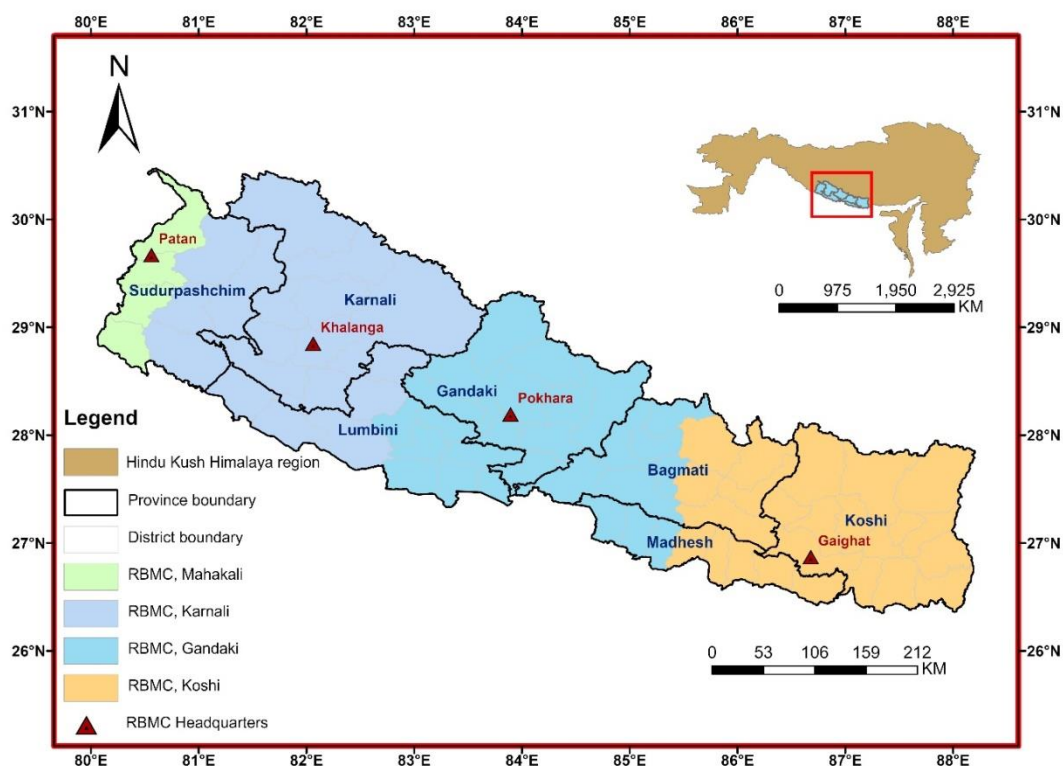 80°E 81°E 82°E 83°E 84°E 85°E 86°E 87°E 88°E
N
31°N 31°N
30°N 30°N
Patan
Sudurpashchim
Karnali
0 975 1,950 2,925
KM
29°N 29°N
Khalanga
Gandaki
Pokhara
Legend
Lumbini
28°N 28°N
Hindu Kush Himalaya region
Bagmati
Province boundary
Koshi
District boundary
Madhesh
Gaighat
27°N 27°N
RBMC, Mahakali
RBMC, Karnali
0 53 106 159 212
KM
26°N 26°N
RBMC, Gandaki
RBMC, Koshi
RBMC Headquarters
80°E 81°E 82°E 83°E 84°E 85°E 86°E 87°E 88°E